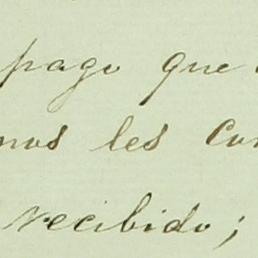 pago que
nos les
recibido;